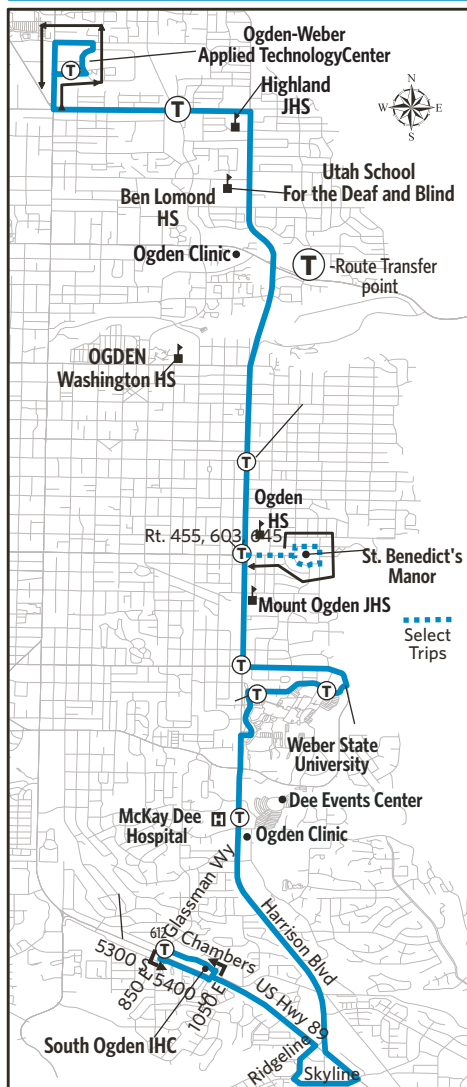 Ogden-Weber
Applied TechnologyCenter
T
T
Highland
JHS
N
W
E
S
Utah School
For the Deaf and Blind
Ben Lomond
HS
Ogden Clinic
T -Route Transfer
point
OGDEN
Washington HS
T
Ogden
HS
Rt. 455, 603, 645
T
St. Benedict's
Manor
Mount Ogden JHS
Select
Trips
T
T
T
Weber State
University
Dee Events Center
McKay Dee
Hospital
H
T
Ogden Clinic
Glassman Wy
Harrison Blvd
612
T
Chambers
5300 S
5400 S
850 E
1050 E
US Hwy 89
South Ogden IHC
Ridgeline
Skyline